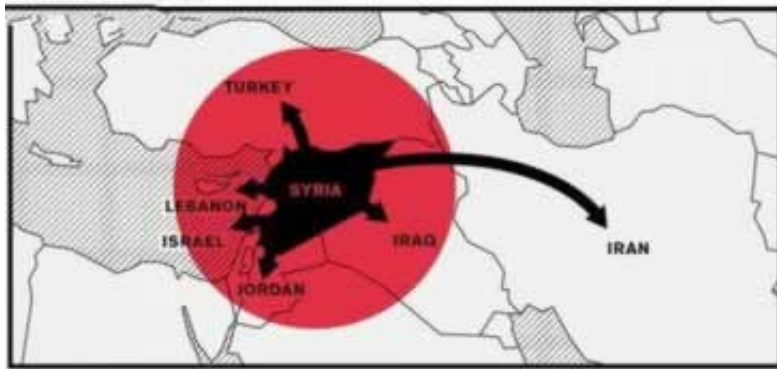 TURKEY
SYRIA
LEBANON
ISRAEL
IRAQ
IRAN
JORDAN